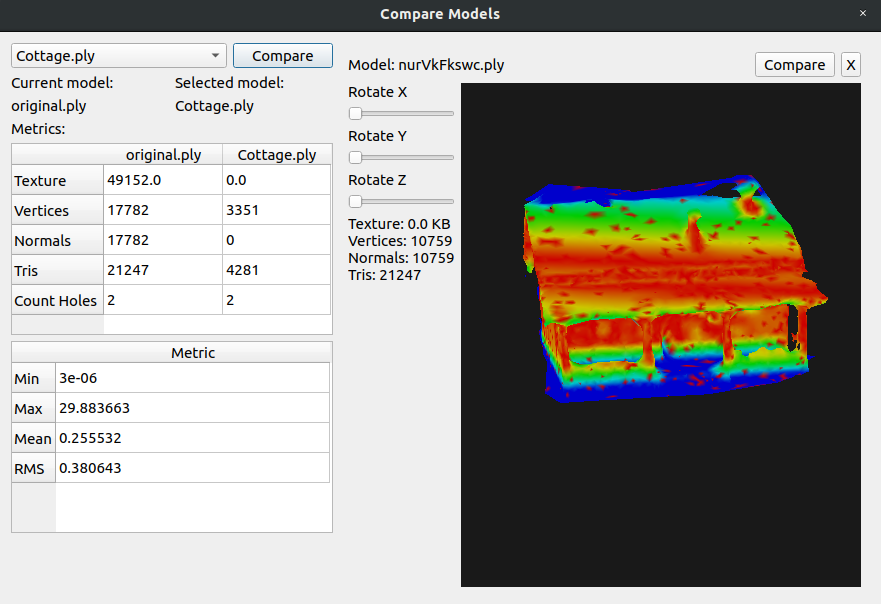 Compare Models
×
Cottage.ply
Compare
Current model: Selected model:
original.ply Cottage.ply
Metrics:
original.ply Cottage.ply
Texture 49152.0 0.0
Vertices 17782 3351
Normals 17782 0
Tris 21247 4281
Count Holes 2 2
Metric
Min 3e-06
Max 29.883663
Mean 0.255532
RMS 0.380643
Model: nurVkFkswc.ply
Compare
X
Rotate X
Rotate Y
Rotate Z
Texture: 0.0 KB
Vertices: 10759
Normals: 10759
Tris: 21247